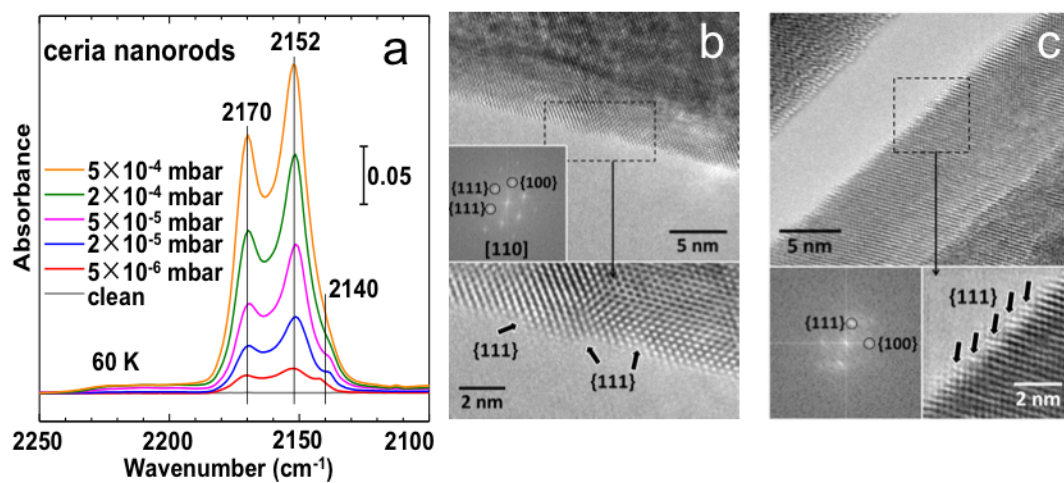 ceria nanorods
a
2152
2170
0.05
5×10⁻⁴ mbar
2×10⁻⁴ mbar
5×10⁻⁵ mbar
2×10⁻⁵ mbar
5×10⁻⁶ mbar
clean
2140
60 K
Absorbance
2250
2200
2150
2100
Wavenumber (cm⁻¹)
b
{111}
{100}
{111}
[110]
5 nm
{111}
{111}
2 nm
c
5 nm
{111}
{100}
{111}
2 nm